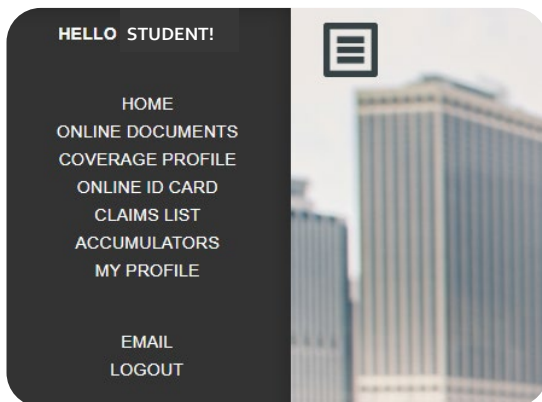 HELLO STUDENT!
HOME
ONLINE DOCUMENTS
COVERAGE PROFILE
ONLINE ID CARD
CLAIMS LIST
ACCUMULATORS
MY PROFILE
EMAIL
LOGOUT